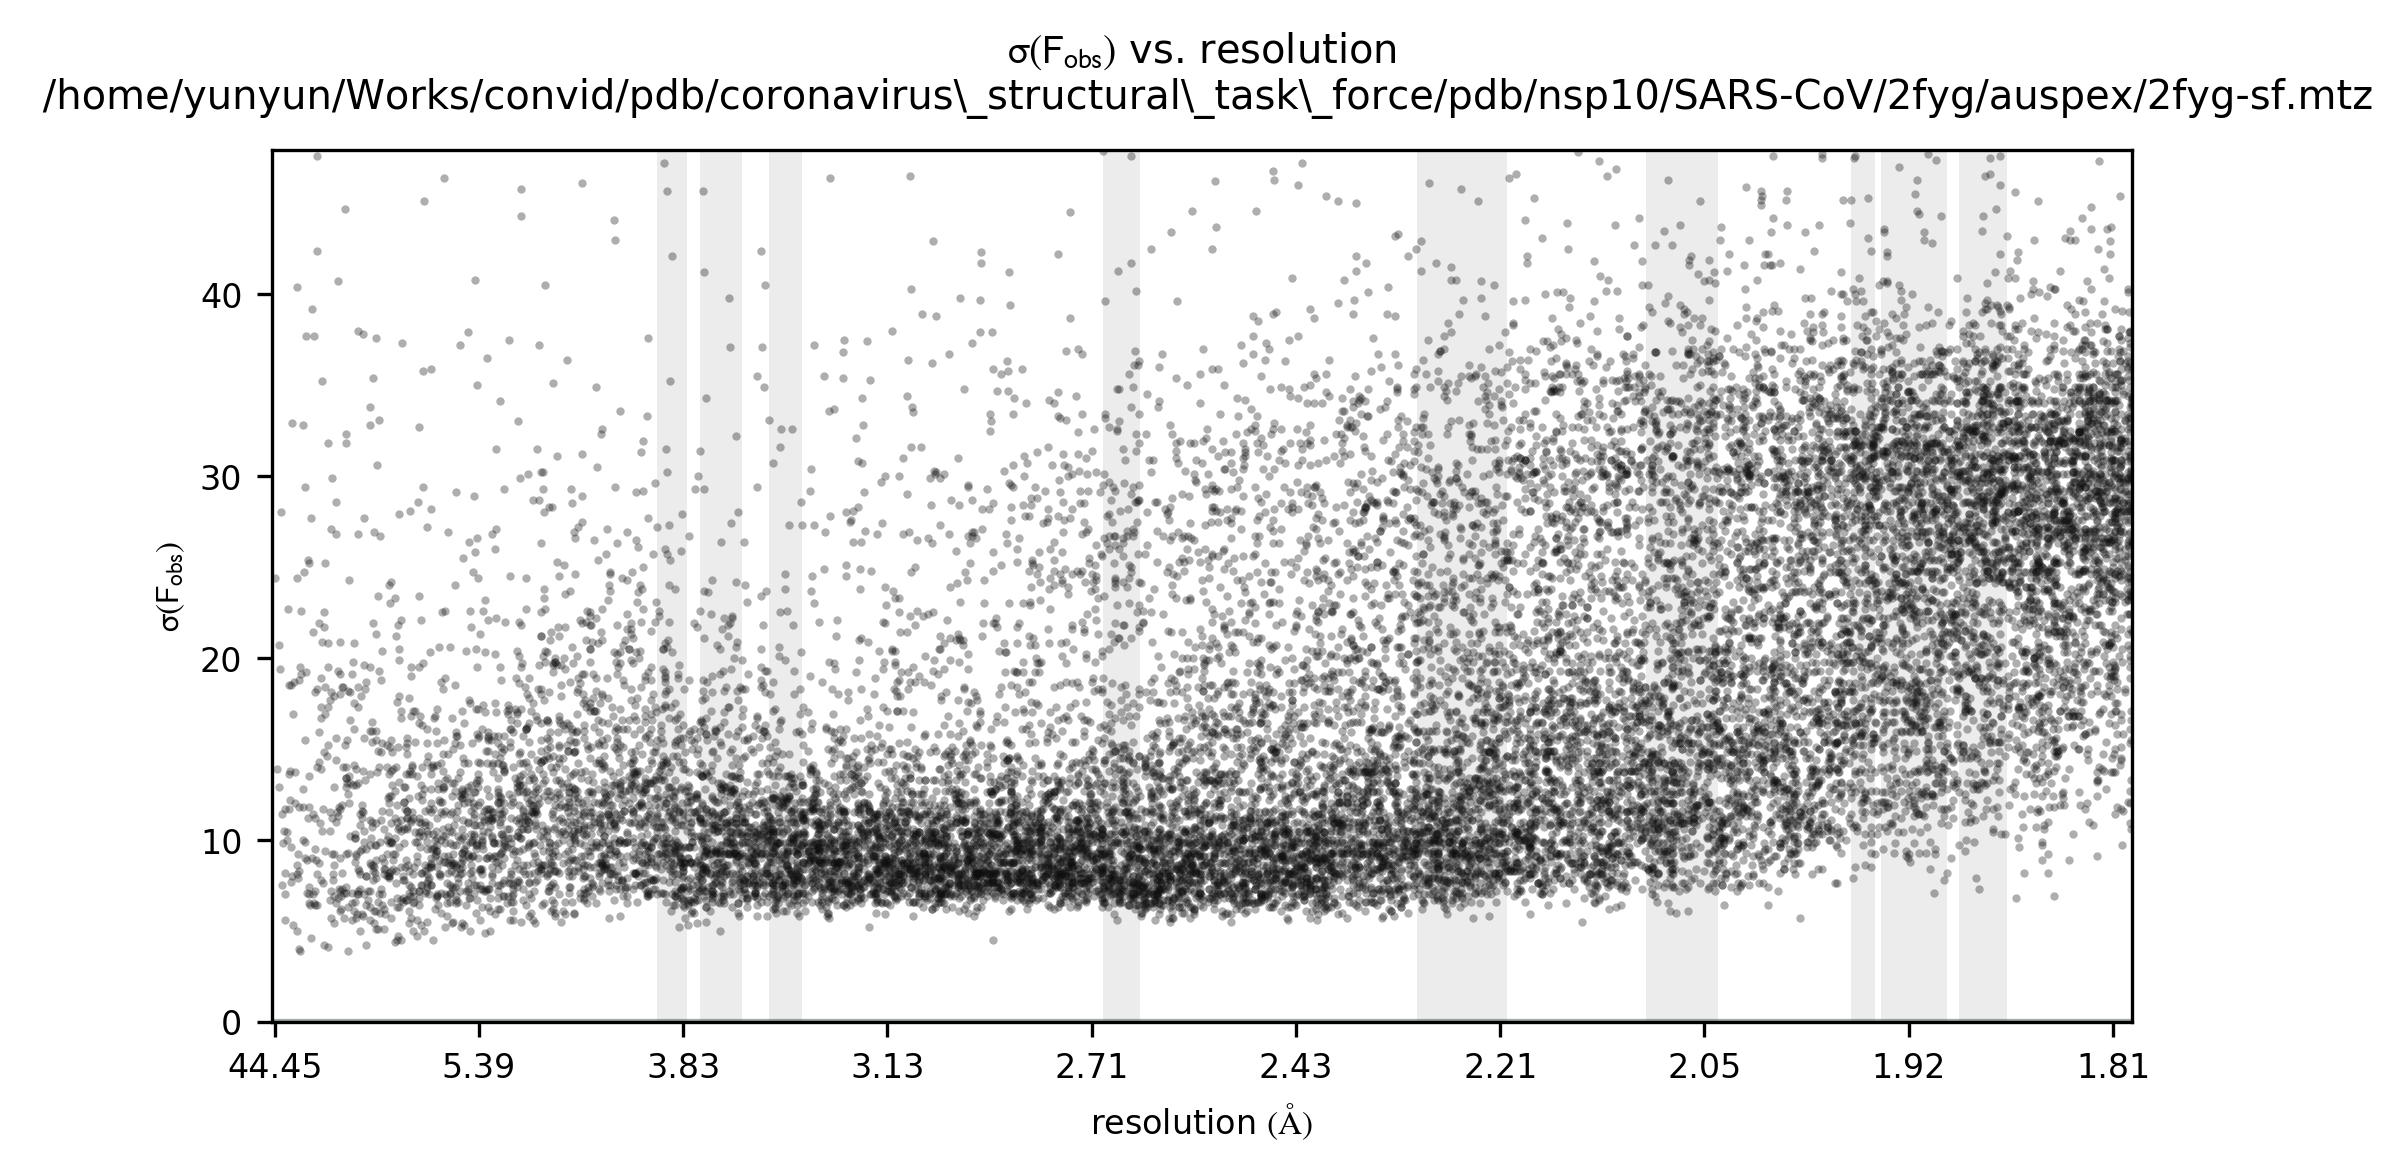 σ(Fobs) vs. resolution
/home/yunyun/Works/convid/pdb/coronavirus\_structural\_task\_force/pdb/nsp10/SARS-CoV/2fyg/auspex/2fyg-sf.mtz
σ(Fobs)
40
30
20
10
0
44.45 5.39 3.83 3.13 2.71 2.43 2.21 2.05 1.92 1.81
resolution (Å)